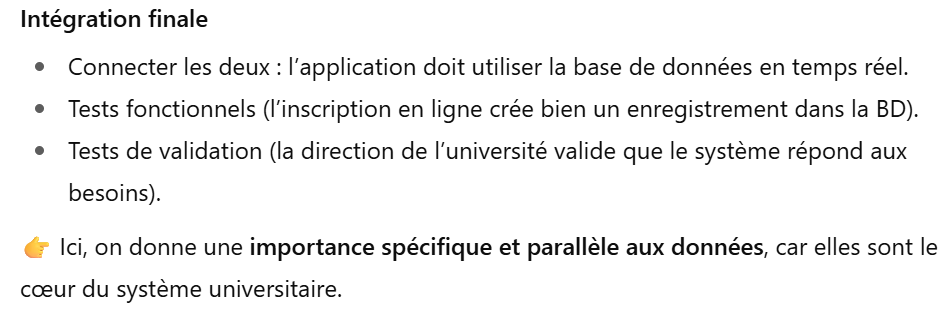 Intégration finale
• Connecter les deux : l’application doit utiliser la base de données en temps réel.
• Tests fonctionnels (l’inscription en ligne crée bien un enregistrement dans la BD).
• Tests de validation (la direction de l’université valide que le système répond aux
besoins).
👉 Ici, on donne une importance spécifique et parallèle aux données, car elles sont le
cœur du système universitaire.